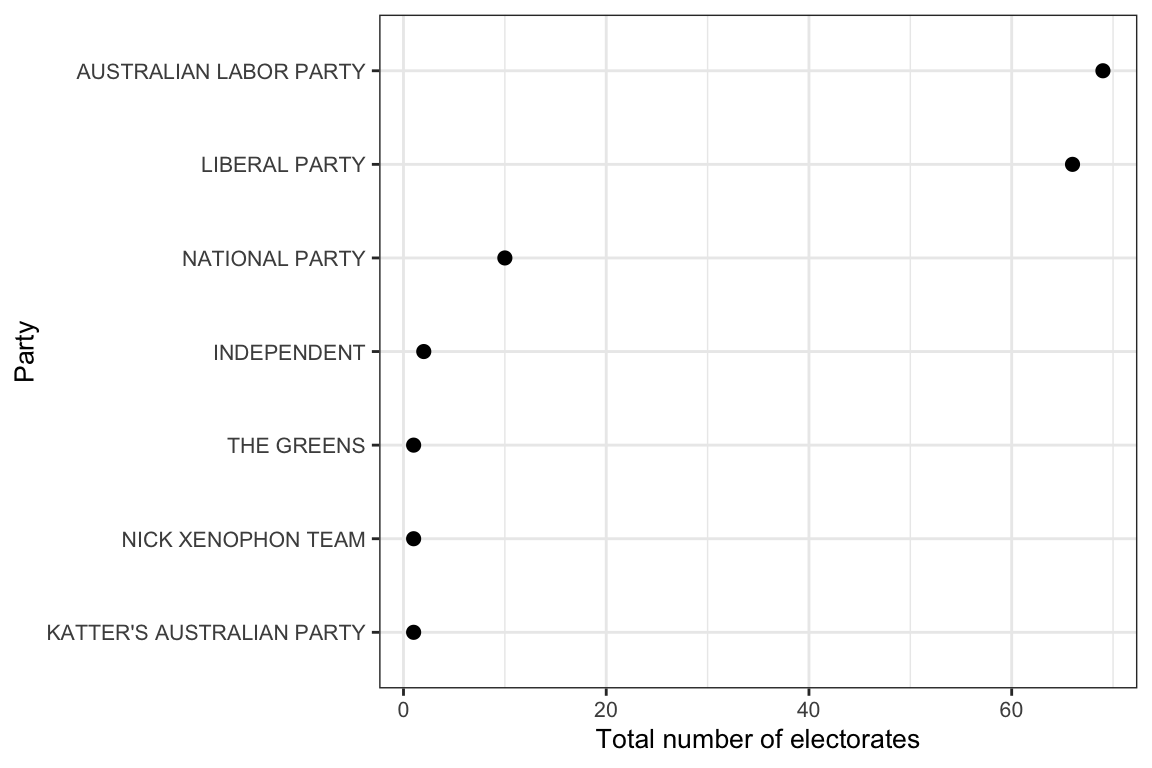 AUSTRALIAN LABOR PARTY
LIBERAL PARTY
NATIONAL PARTY
INDEPENDENT
THE GREENS
NICK XENOPHON TEAM
KATTER'S AUSTRALIAN PARTY
Party
0 20 40 60
Total number of electorates